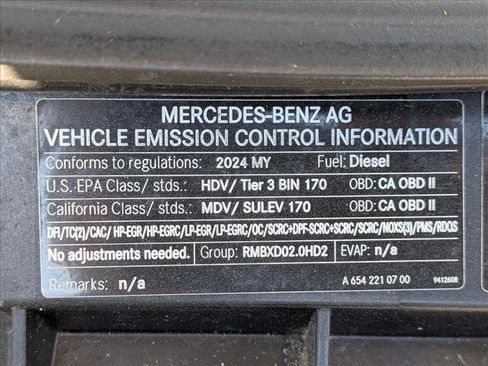 MERCEDES-BENZ AG
VEHICLE EMISSION CONTROL INFORMATION
Conforms to regulations: 2024 MY Fuel: Diesel
U.S. EPA Class/ stds.: HDV/ Tier 3 BIN 170 OBD: CA OBD II
California Class/ stds.: MDV/ SULEV 170 OBD: CA OBD II
DFI/TC(2)/CAC/ HP-EGR/HP-EGRC/LP-EGR/LP-EGRC/OC/SCRC+DPF-SCRC+SCRC/SCRC/NOXS(3)/PMS/RDQS
No adjustments needed. Group: RMBXD02.0HD2 EVAP: n/a
Remarks: n/a A 654 221 07 00 9412608